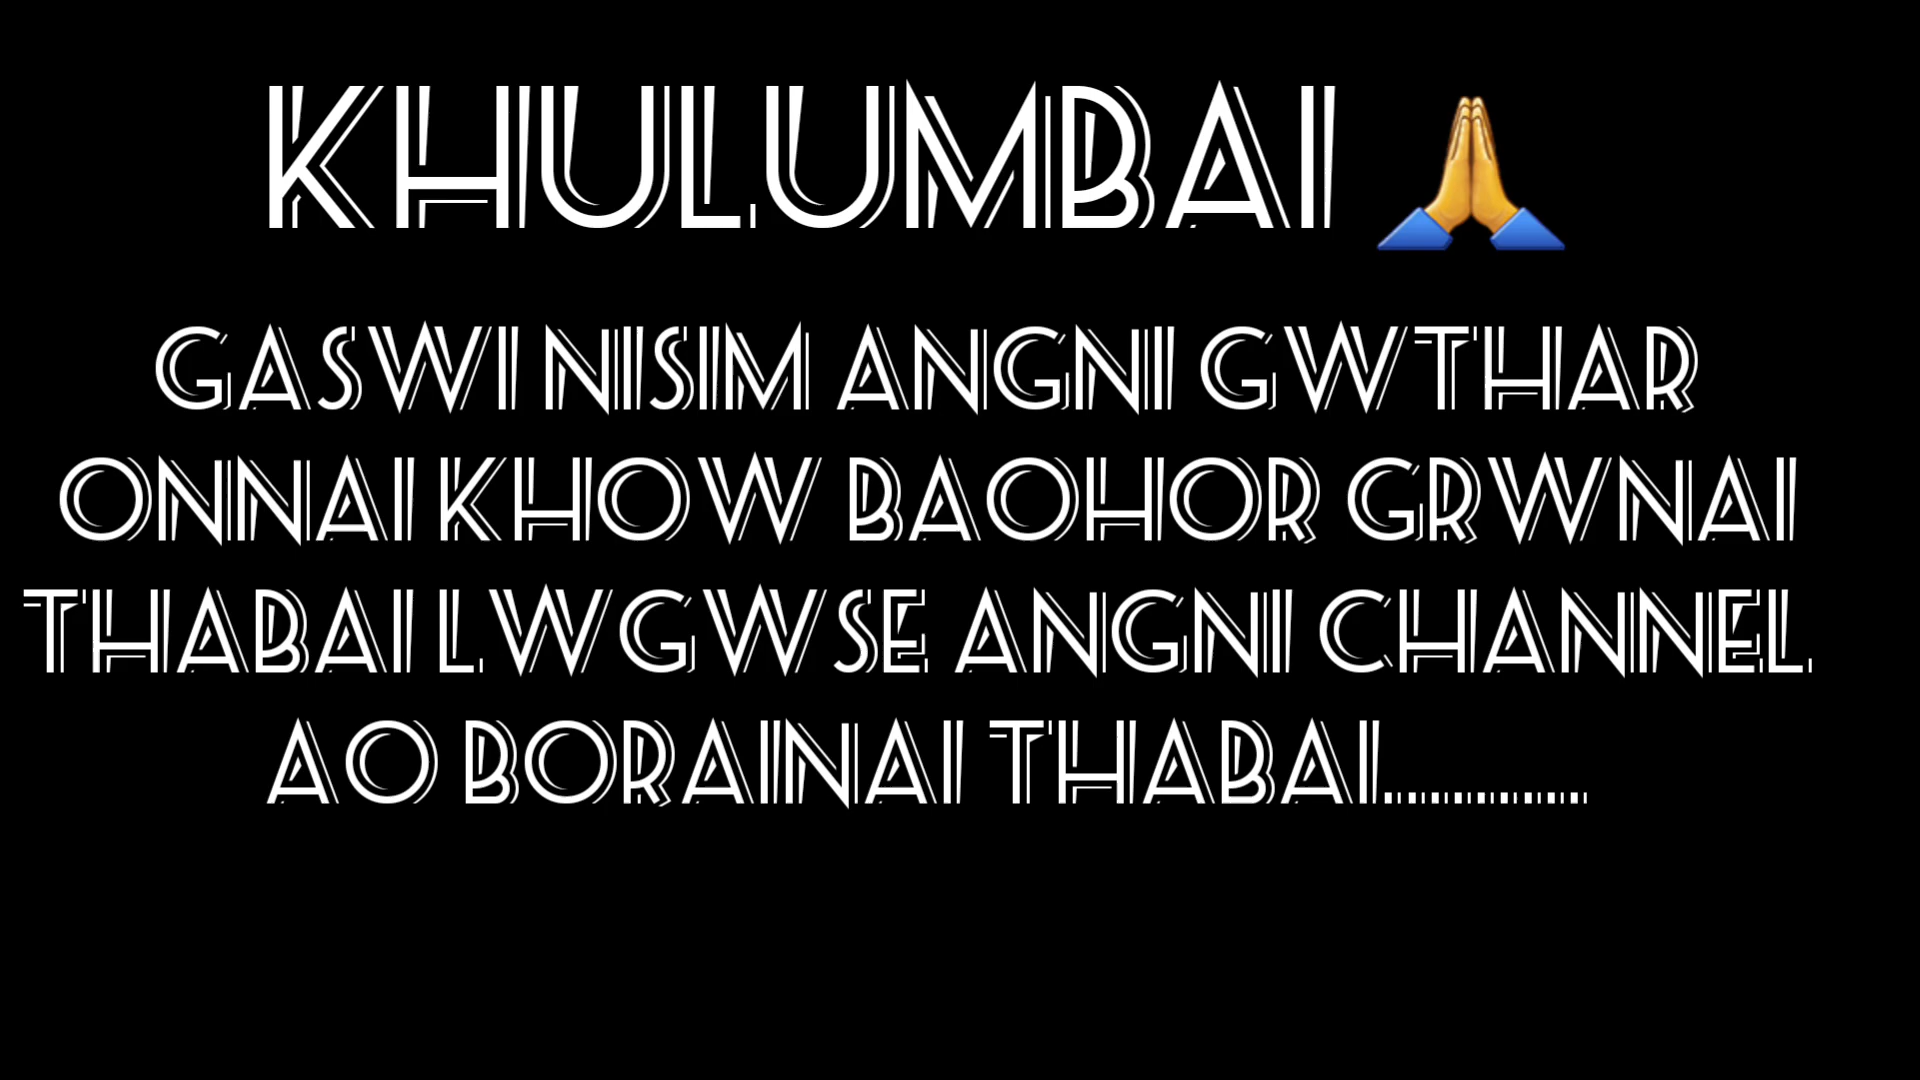 KHULUMBAI 🙏
GASWI NISIM ANGNI GWTHAR
ONNAI KHOW BAOHOR GRWNAI
THABAI LWGWSE ANGNI CHANNEL
AO BORAINAI THABAI..............